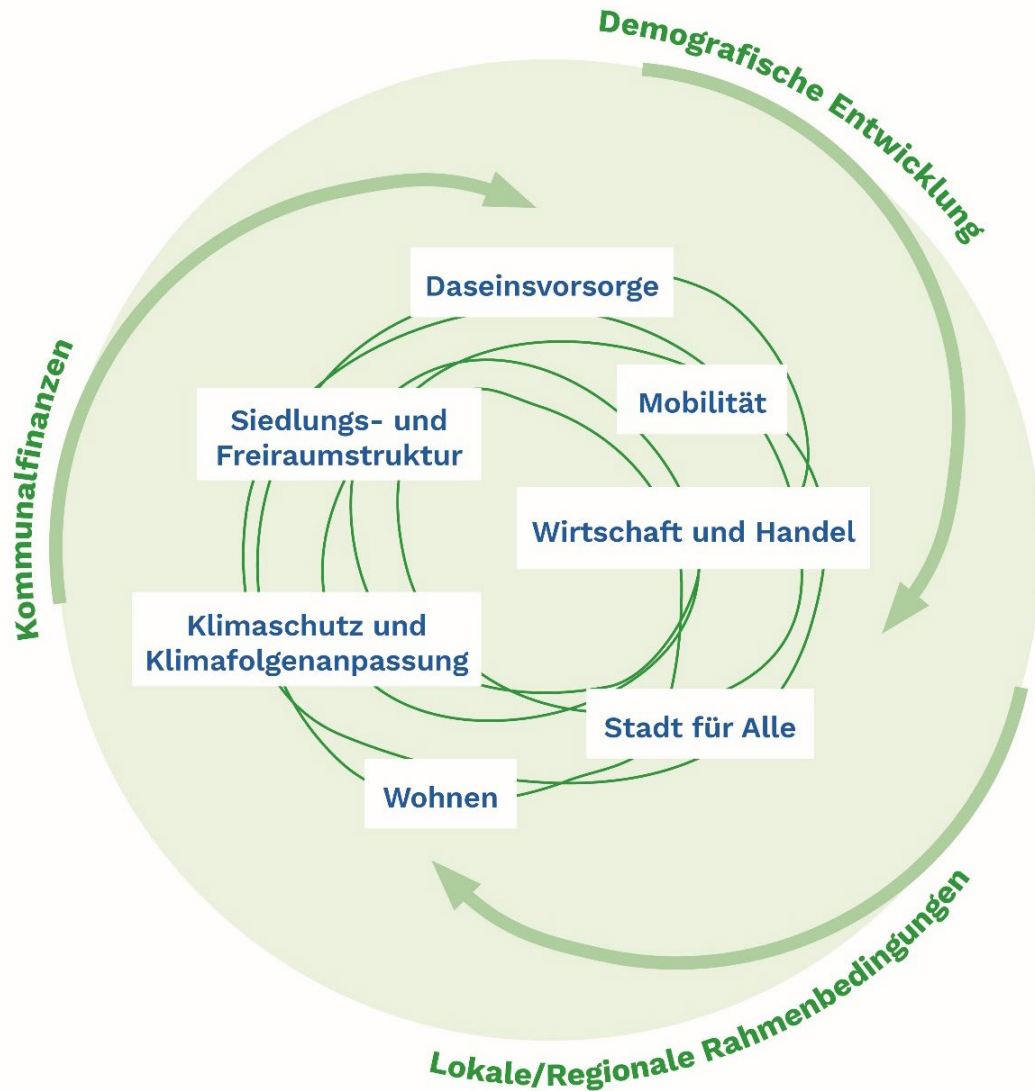 Demografische Entwicklung
Kommunalfinanzen
Daseinsvorsorge
Mobilität
Siedlungs- und
Freiraumstruktur
Wirtschaft und Handel
Klimaschutz und
Klimafolgenanpassung
Stadt für Alle
Wohnen
Lokale/Regionale Rahmenbedingungen